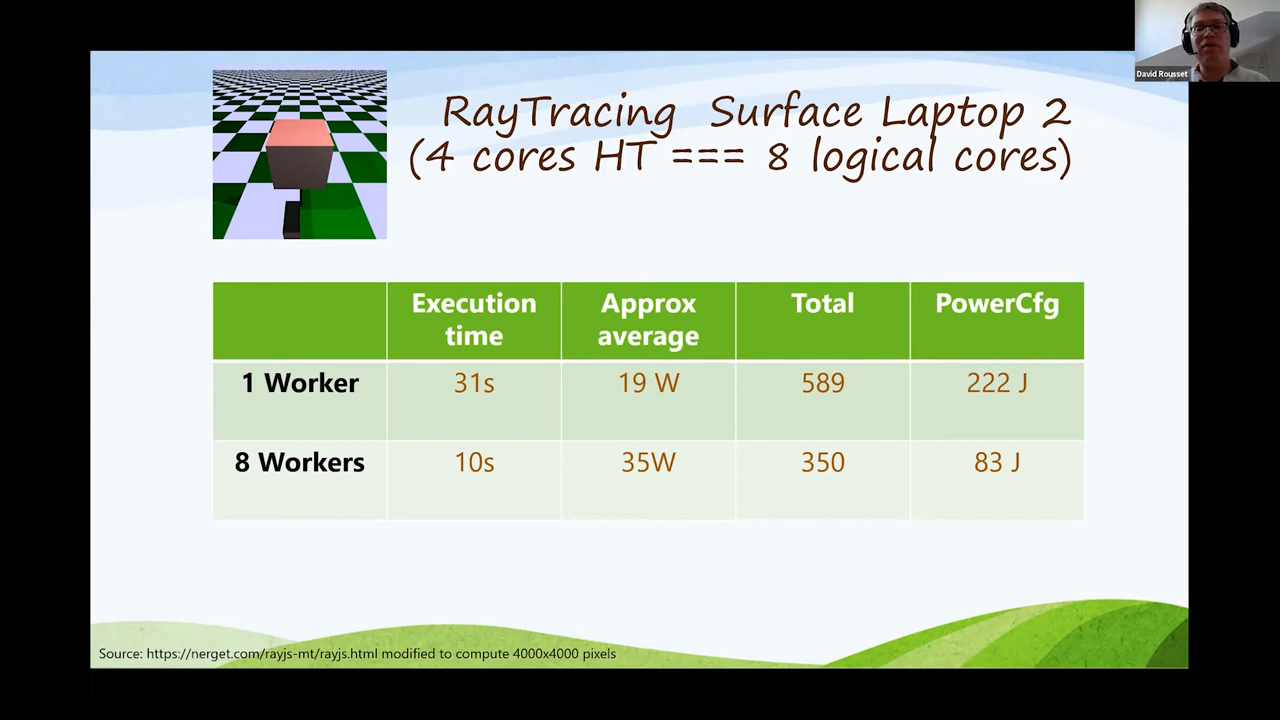 David Rousset
RayTracing Surface Laptop 2
(4 cores HT === 8 logical cores)
Execution time
Approx average
Total
PowerCfg
1 Worker
31s
19 W
589
222 J
8 Workers
10s
35W
350
83 J
Source: https://nerget.com/rayjs-mt/rayjs.html modified to compute 4000x4000 pixels